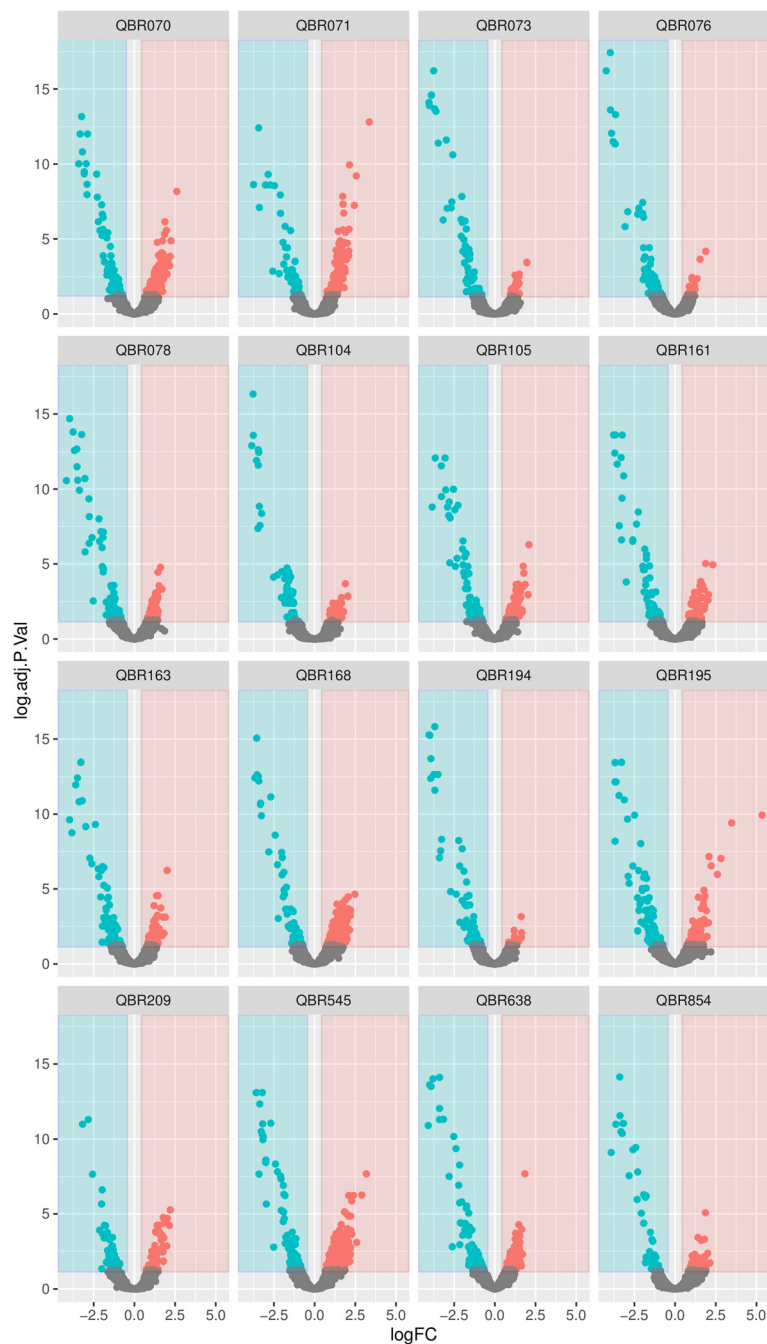 QBR070 QBR071 QBR073 QBR076
15
10
5
0
QBR078 QBR104 QBR105 QBR161
15
10
5
0
log.adj.P.Val
QBR163 QBR168 QBR194 QBR195
15
10
5
0
QBR209 QBR545 QBR638 QBR854
15
10
5
0
−2.5 0.0 2.5 5.0 −2.5 0.0 2.5 5.0 −2.5 0.0 2.5 5.0 −2.5 0.0 2.5 5.0
logFC